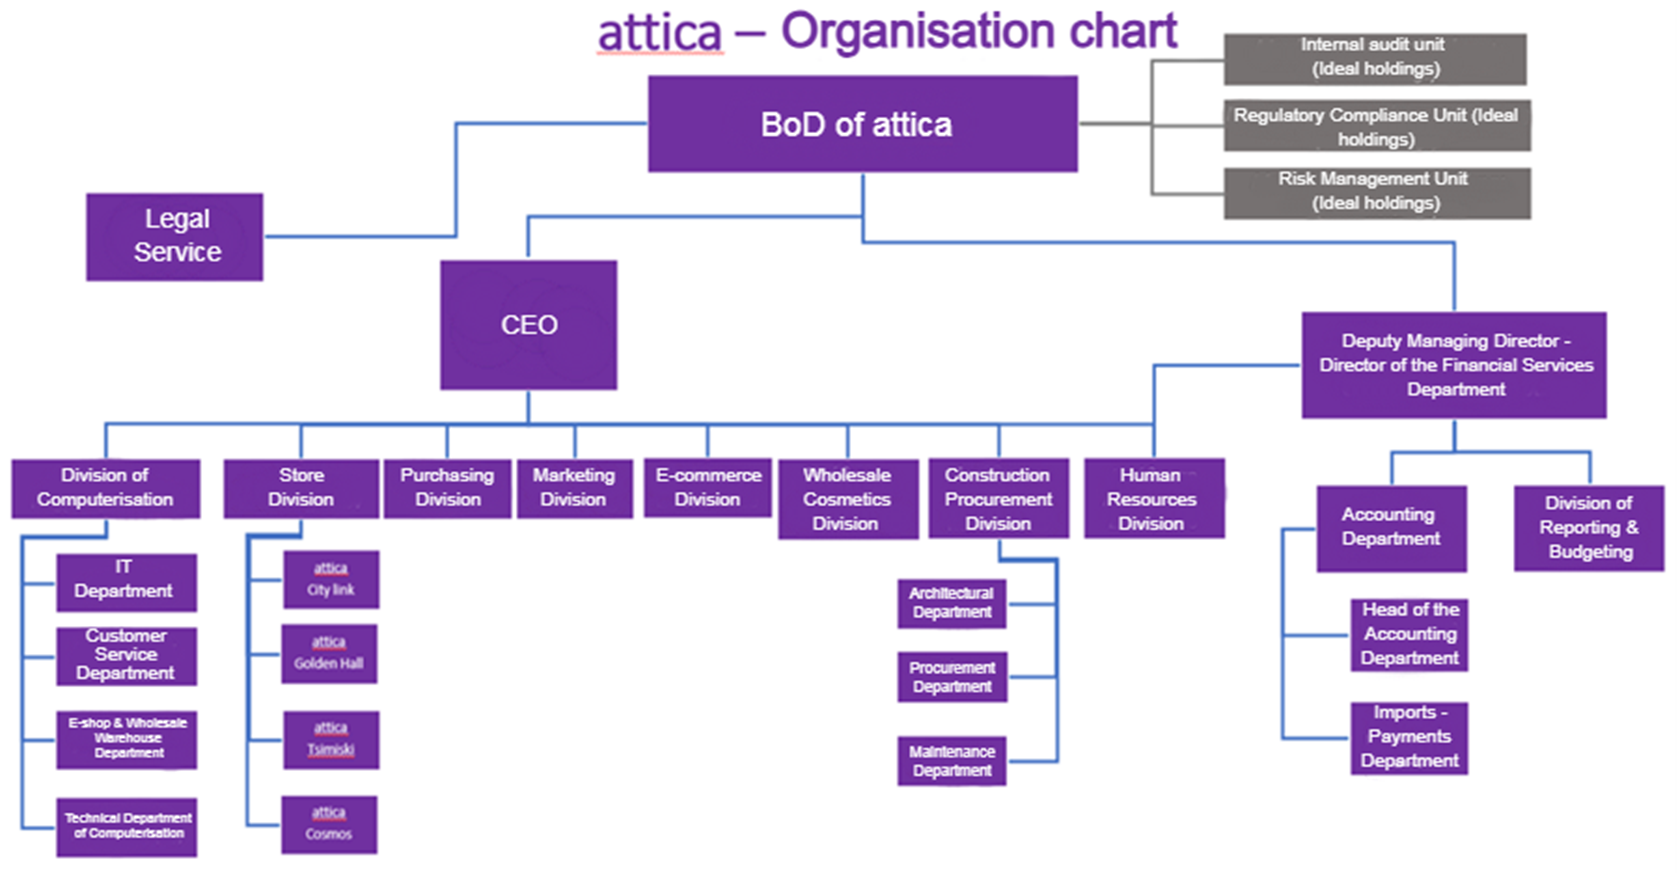 attica – Organisation chart
Internal audit unit
(Ideal holdings)
BoD of attica
Regulatory Compliance Unit (Ideal
holdings)
Risk Management Unit
(Ideal holdings)
Legal
Service
CEO
Deputy Managing Director -
Director of the Financial Services
Department
Division of
Computerisation
Store
Division
Purchasing
Division
Marketing
Division
E-commerce
Division
Wholesale
Cosmetics
Division
Construction
Procurement
Division
Human
Resources
Division
Accounting
Department
Division of
Reporting &
Budgeting
IT
Department
Customer
Service
Department
E-shop & Wholesale
Warehouse
Department
Technical Department
of Computerisation
attica
City link
attica
Golden Hall
attica
Tsimiski
attica
Cosmos
Architectural
Department
Procurement
Department
Maintenance
Department
Head of the
Accounting
Department
Imports -
Payments
Department